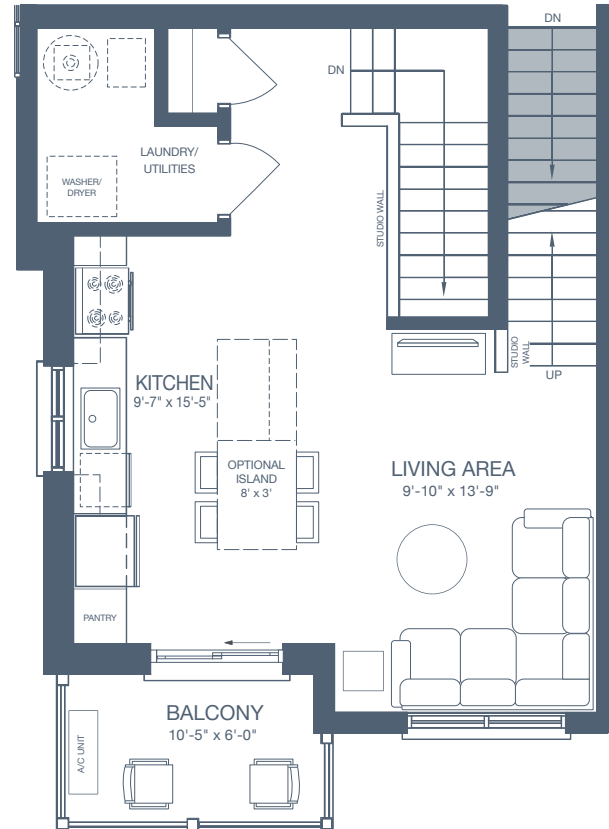 DN
DN
LAUNDRY/
UTILITIES
WASHER/
DRYER
STUDIO WALL
STUDIO
WALL
UP
KITCHEN
9'-7" x 15'-5"
OPTIONAL
ISLAND
8' x 3'
LIVING AREA
9'-10" x 13'-9"
PANTRY
BALCONY
10'-5" x 6'-0"
A/C UNIT